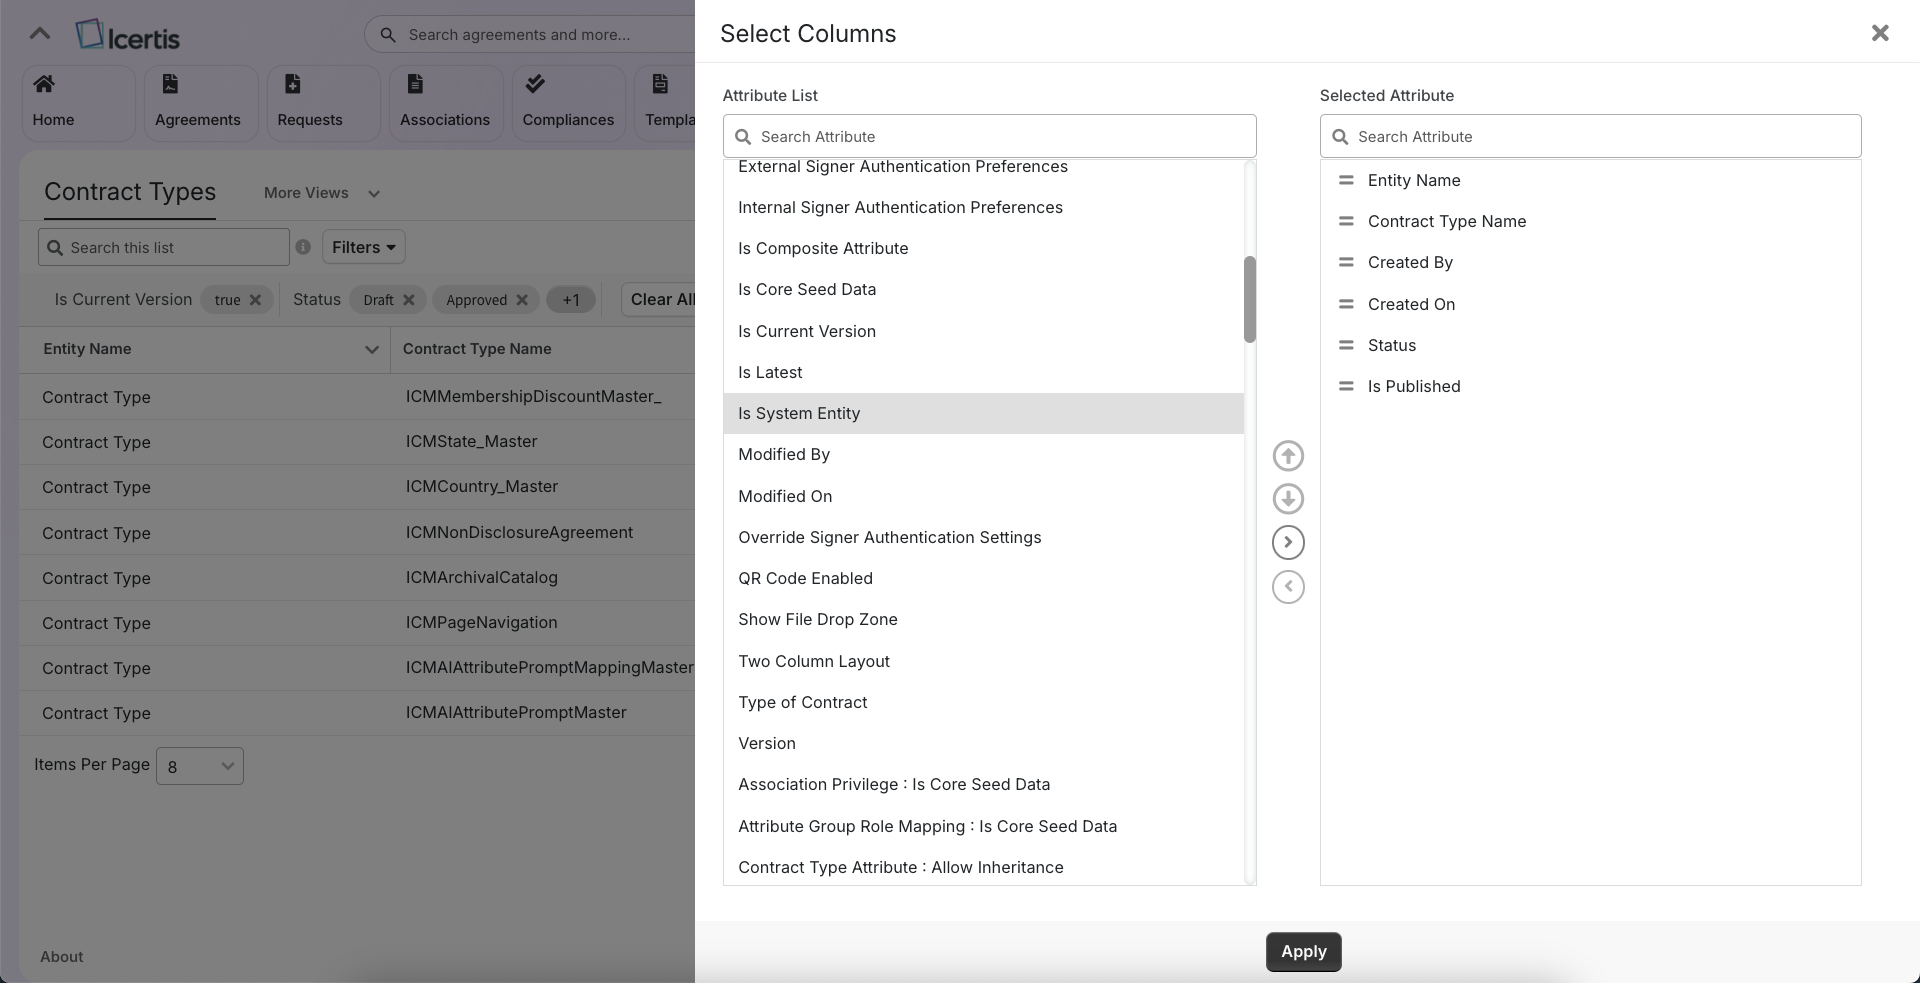 Icertis
Search agreements and more...
Home
Agreements
Requests
Associations
Compliances
Templa
Contract Types
More Views
Search this list
Filters
Is Current Version
true
Status
Draft
Approved
+1
Clear All
Entity Name
Contract Type Name
Contract Type
ICMMembershipDiscountMaster_
Contract Type
ICMState_Master
Contract Type
ICMCountry_Master
Contract Type
ICMNonDisclosureAgreement
Contract Type
ICMArchivalCatalog
Contract Type
ICMPageNavigation
Contract Type
ICMAIAttributePromptMappingMaster
Contract Type
ICMAIAttributePromptMaster
Items Per Page
8
About
Select Columns
Attribute List
Search Attribute
External Signer Authentication Preferences
Internal Signer Authentication Preferences
Is Composite Attribute
Is Core Seed Data
Is Current Version
Is Latest
Is System Entity
Modified By
Modified On
Override Signer Authentication Settings
QR Code Enabled
Show File Drop Zone
Two Column Layout
Type of Contract
Version
Association Privilege : Is Core Seed Data
Attribute Group Role Mapping : Is Core Seed Data
Contract Type Attribute : Allow Inheritance
Selected Attribute
Search Attribute
Entity Name
Contract Type Name
Created By
Created On
Status
Is Published
Apply